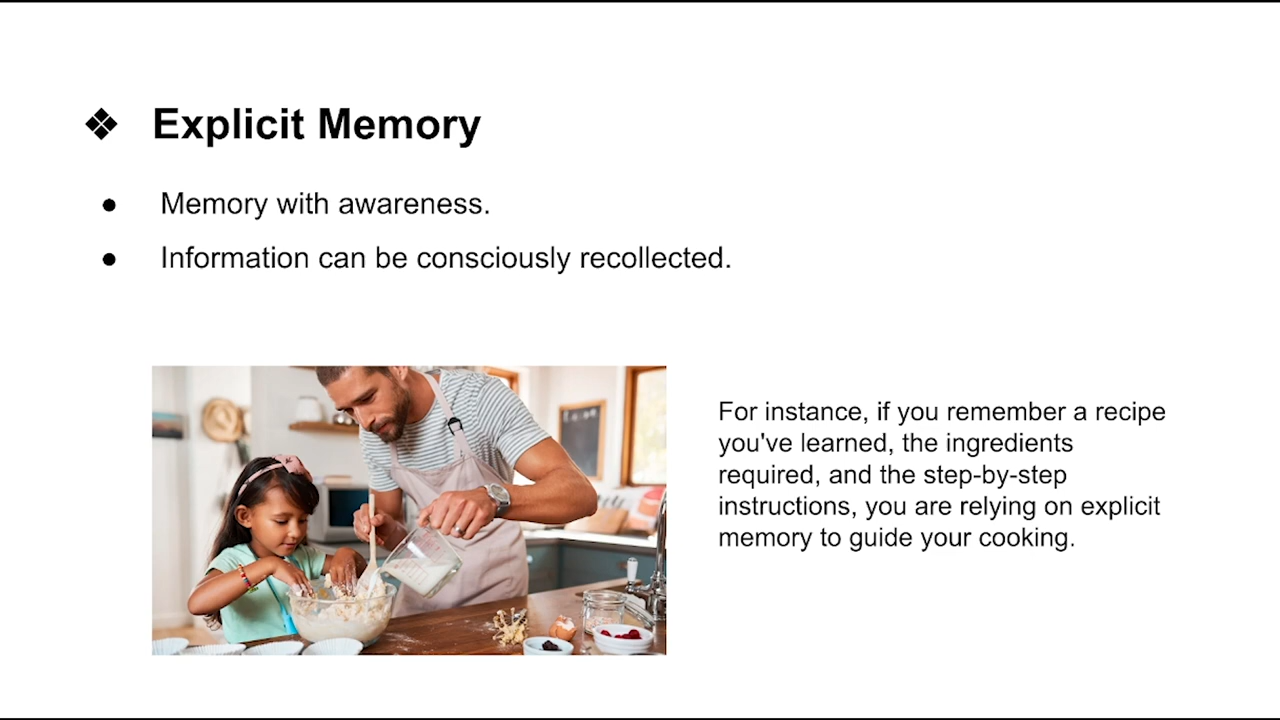 ❖ Explicit Memory
● Memory with awareness.
● Information can be consciously recollected.
For instance, if you remember a recipe
you've learned, the ingredients
required, and the step-by-step
instructions, you are relying on explicit
memory to guide your cooking.